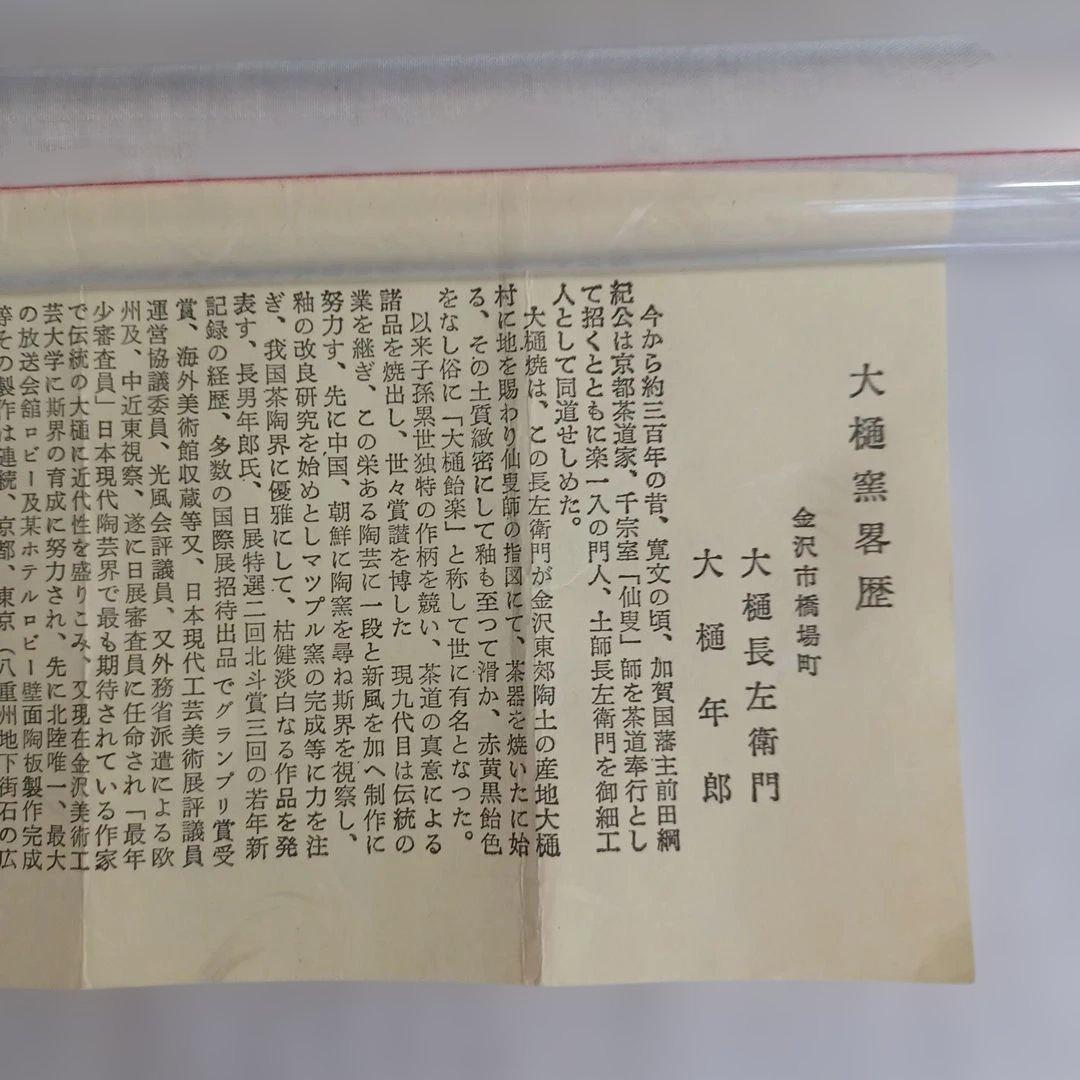 大樋窯畧歴
金沢市橋場町
大樋長左衛門
大樋年郎
今から約三百年の昔、寛文の頃、加賀国藩主前田綱
紀公は京都茶道家、千宗室「仙叟」師を茶道奉行とし
て招くとともに楽一入の門人、土師長左衛門を御細工
人として同道せしめた。
大樋焼は、この長左衛門が金沢東郊陶土の産地大樋
村に地を賜わり仙叟師の指図にて、茶器を焼いたに始
る、その土質緻密にして釉も至つて滑か、赤黄黒飴色
をなし俗に「大樋飴楽」と称して世に有名となつた。
以来子孫累世独特の作柄を競い、茶道の真意による
諸品を焼出し、世々賞讃を博した 現九代目は伝統の
業を継ぎ、この栄ある陶芸に一段と新風を加へ制作に
努力す、先に中国、朝鮮に陶窯を尋ね斯界を視察し、
釉の改良研究を始めとしマツプル窯の完成等に力を注
ぎ、我国茶陶界に優雅にして、枯健淡白なる作品を発
表す、長男年郎氏、日展特選二回北斗賞三回の若年新
記録の経歴、多数の国際展招待出品でグランプリ賞受
賞、海外美術館収蔵等又、日本現代工芸美術展評議員
運営協議委員、光風会評議員、又外務省派遣による欧
州及、中近東視察、遂に日展審査員に任命され「最年
少審査員」日本現代陶芸界で最も期待されている作家
で伝統の大樋に近代性を盛りこみ、又現在金沢美術工
芸大学に斯界の育成に努力され、先に北陸唯一、最大
の放送会館ロビー及某ホテルロビー壁面陶板製作完成
等その製作は連続、京都、東京（八重洲地下街石の広